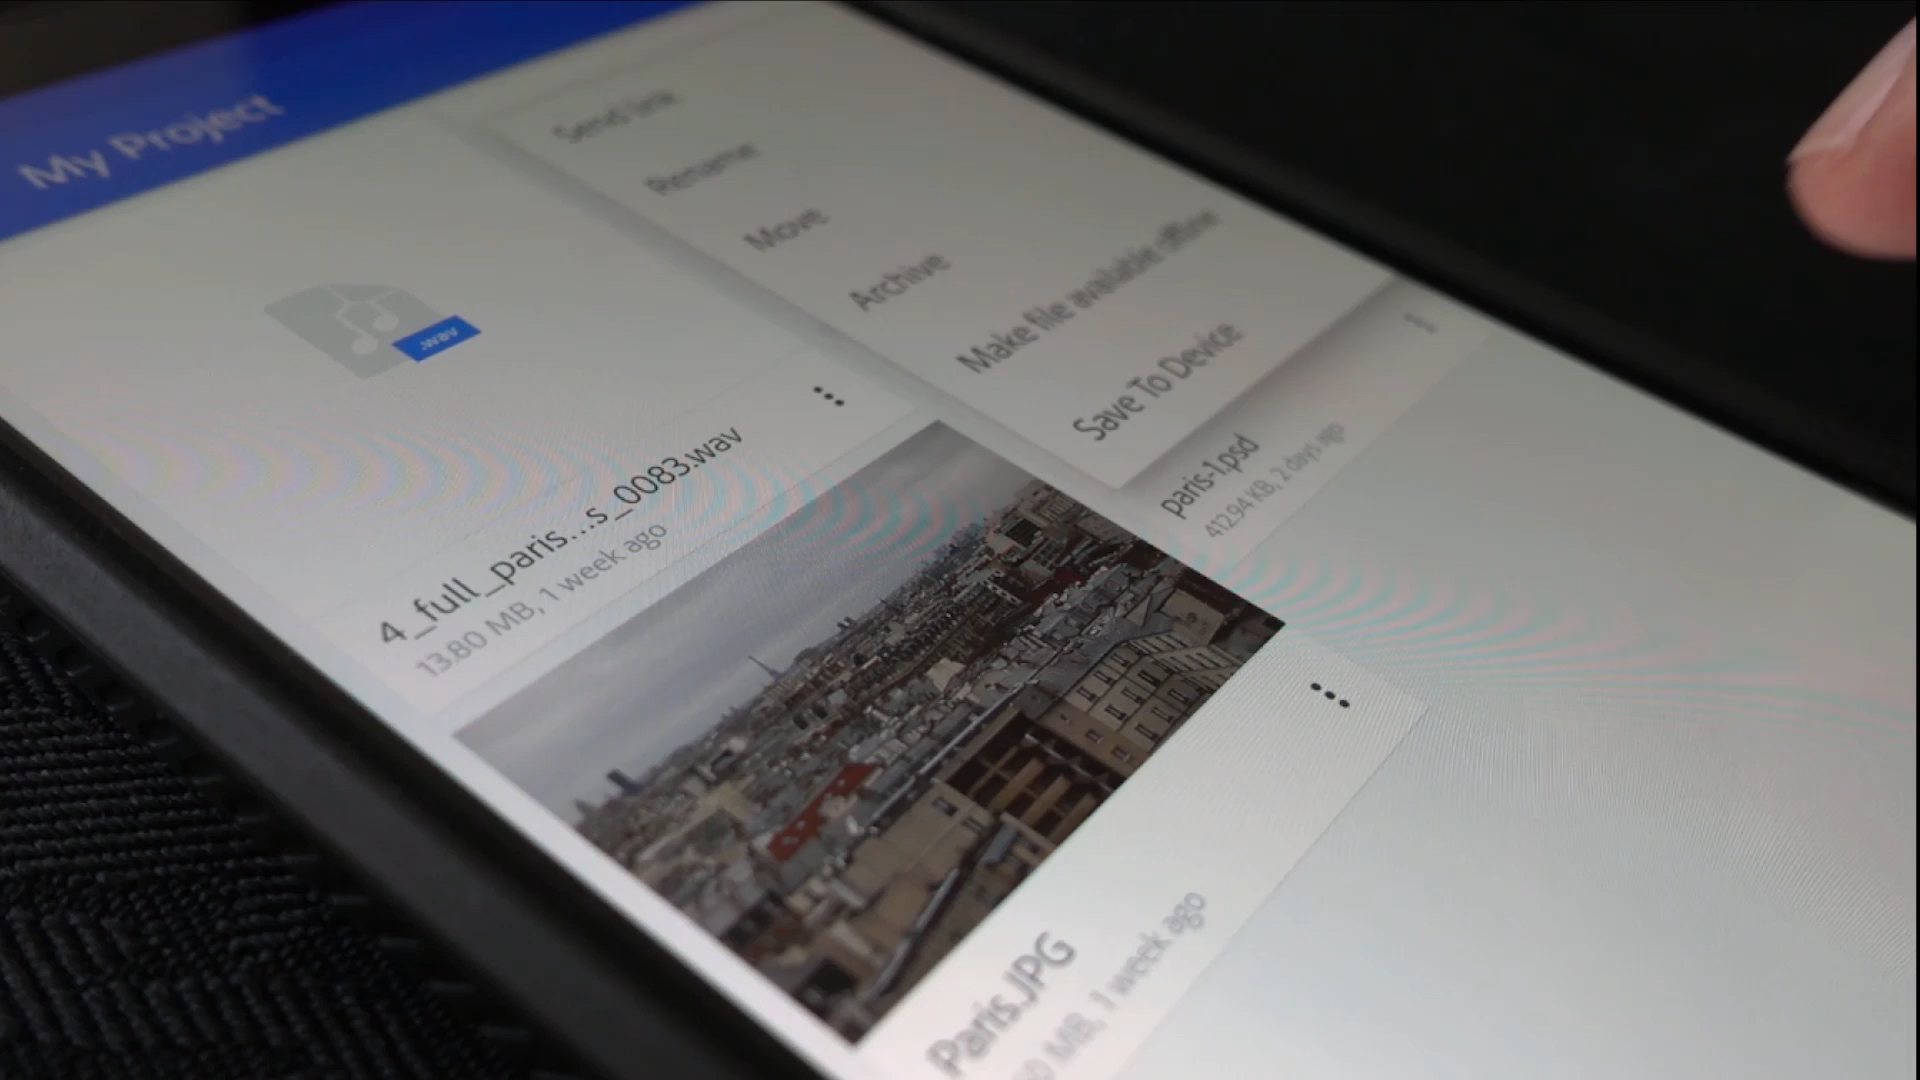 My Project
Send link
Rename
Move
Archive
Make file available offline
Save To Device
.wav
4_full_paris...s_0083.wav
13.80 MB, 1 week ago
paris-1.psd
412.94 KB, 2 days ago
Paris.JPG
0 MB, 1 week ago